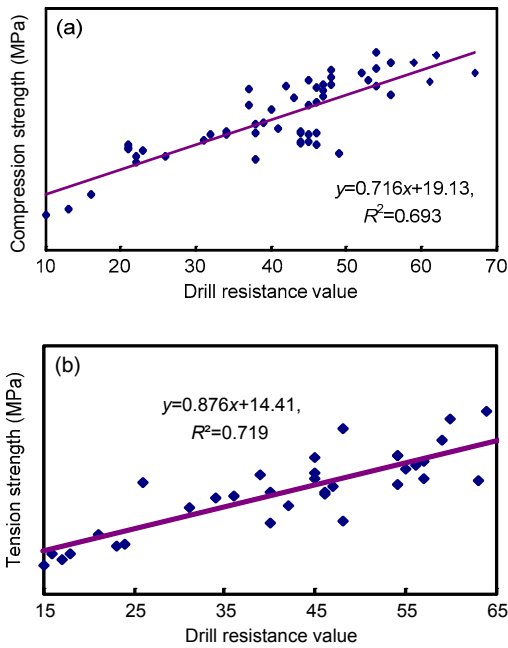 (a)
Compression strength (MPa)
y=0.716x+19.13,
R²=0.693
10 20 30 40 50 60 70
Drill resistance value
(b)
Tension strength (MPa)
y=0.876x+14.41,
R²=0.719
15 25 35 45 55 65
Drill resistance value